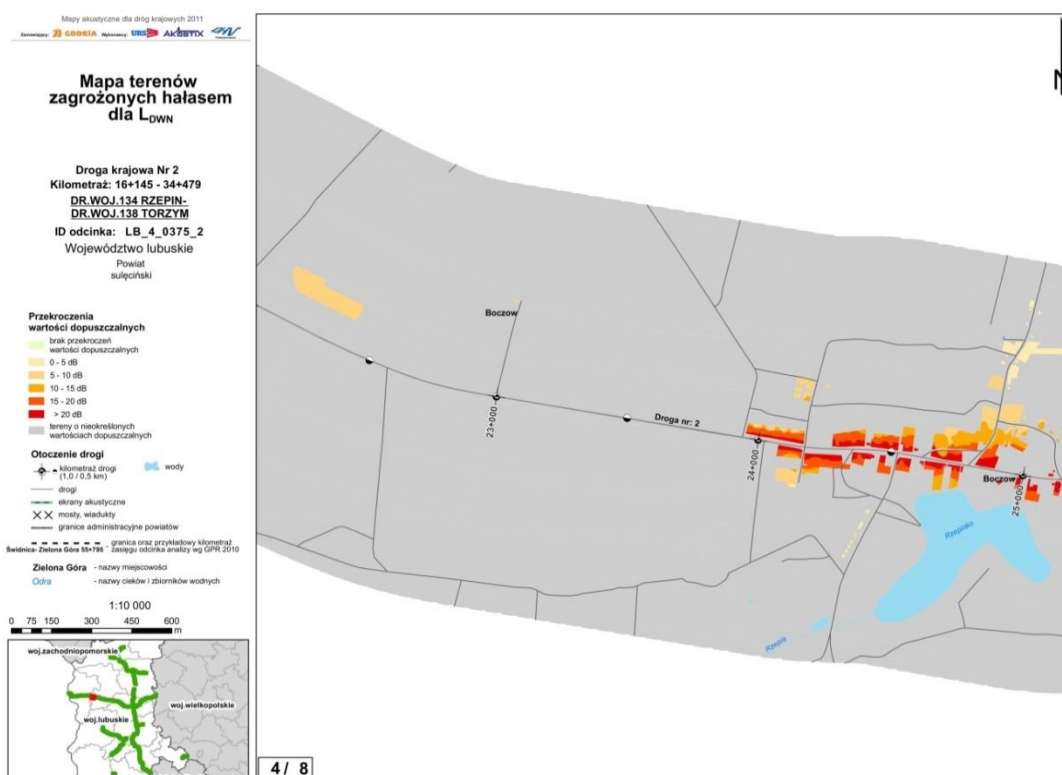 Mapy akustyczne dla dróg krajowych 2011
Zamawiający: GDDKIA Wykonawcy: URS AKUSTIX DHV
Mapa terenów
zagrożonych hałasem
dla LDWN
Droga krajowa Nr 2
Kilometraż: 16+145 - 34+479
DR.WOJ.134 RZEPIN-
DR.WOJ.138 TORZYM
ID odcinka: LB_4_0375_2
Województwo lubuskie
Powiat
sulęciński
Przekroczenia
wartości dopuszczalnych
brak przekroczeń
wartości dopuszczalnych
0 - 5 dB
5 - 10 dB
10 - 15 dB
15 - 20 dB
> 20 dB
tereny o nieokreślonych
wartościach dopuszczalnych
Otoczenie drogi
kilometraż drogi
(1,0 / 0,5 km)
wody
drogi
ekrany akustyczne
mosty, wiadukty
granice administracyjne powiatów
Świdnica- Zielona Góra 55+795 - granica oraz przykładowy kilometraż
zasięgu odcinka analizy wg GPR 2010
Zielona Góra - nazwy miejscowości
Odra - nazwy cieków i zbiorników wodnych
1:10 000
0 75 150 300 450 600
m
woj.zachodniopomorskie
woj.wielkopolskie
woj.lubuskie
N
Boczow
23+000
Droga nr: 2
24+000
Boczow
25+000
Rzepsko
Rzepia
4 / 8